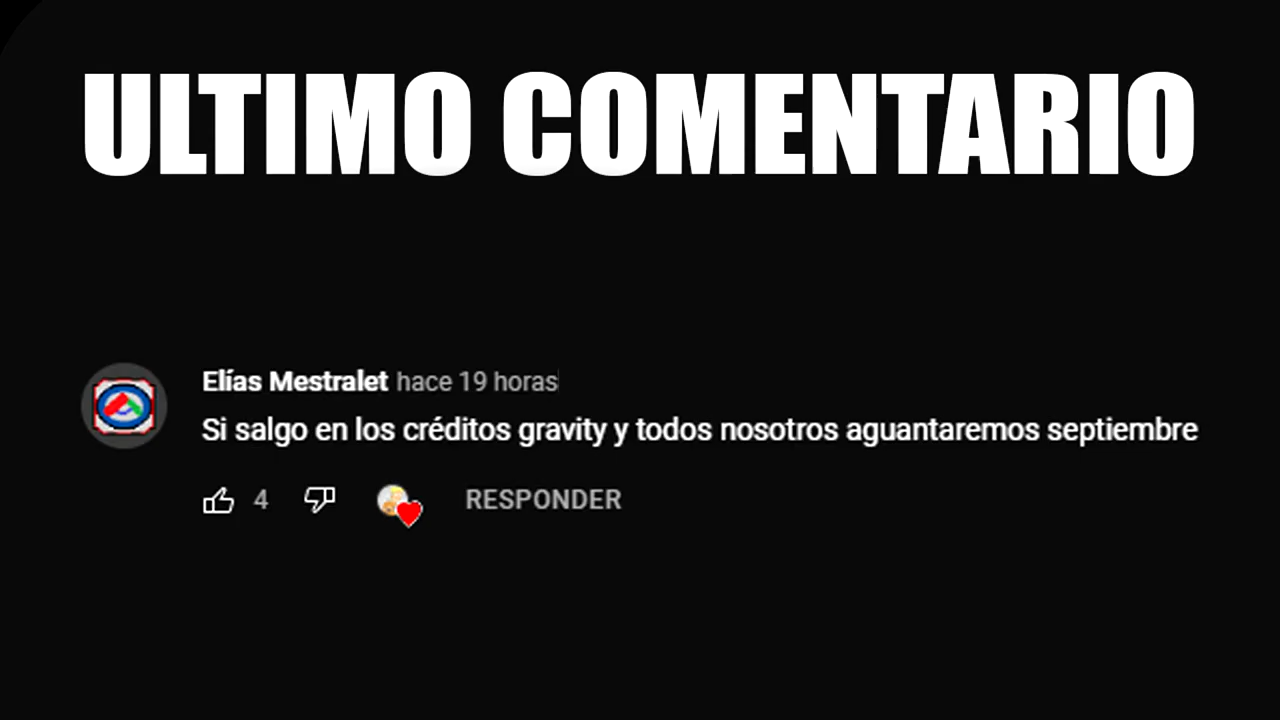 ULTIMO COMENTARIO
Elías Mestralet hace 19 horas
Si salgo en los créditos gravity y todos nosotros aguantaremos septiembre
4 RESPONDER